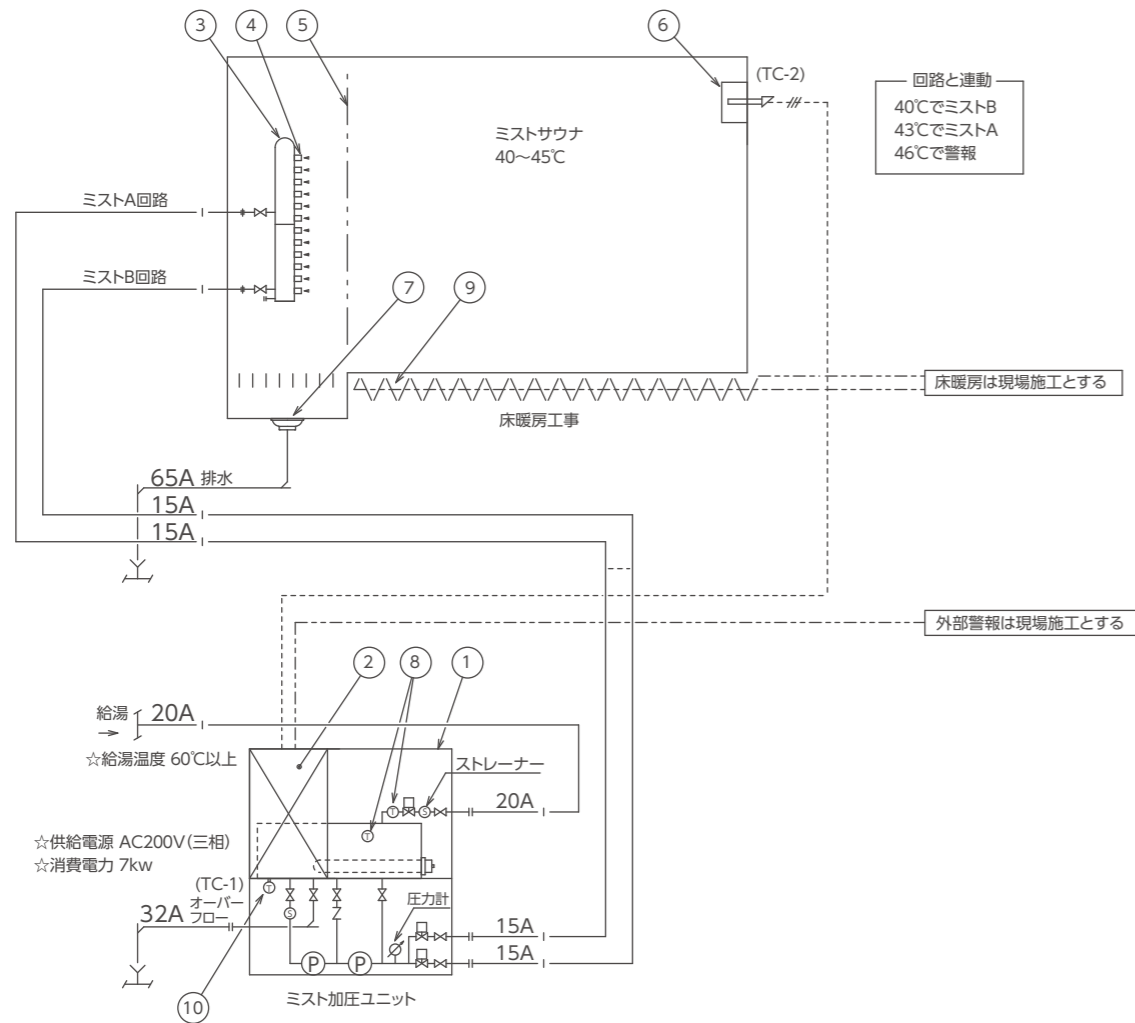 ③
④
⑤
⑥
(TC-2)
回路と連動
40℃でミストB
43℃でミストA
46℃で警報
ミストサウナ
40〜45℃
ミストA回路
ミストB回路
⑦
⑨
床暖房は現場施工とする
床暖房工事
65A 排水
15A
15A
外部警報は現場施工とする
②
⑧
①
給湯
→
20A
☆給湯温度 60℃以上
ストレーナー
T
S
20A
T
☆供給電源 AC200V(三相)
☆消費電力 7kw
(TC-1)
T
オーバー
フロー
32A
S
圧力計
15A
15A
P
P
ミスト加圧ユニット
⑩